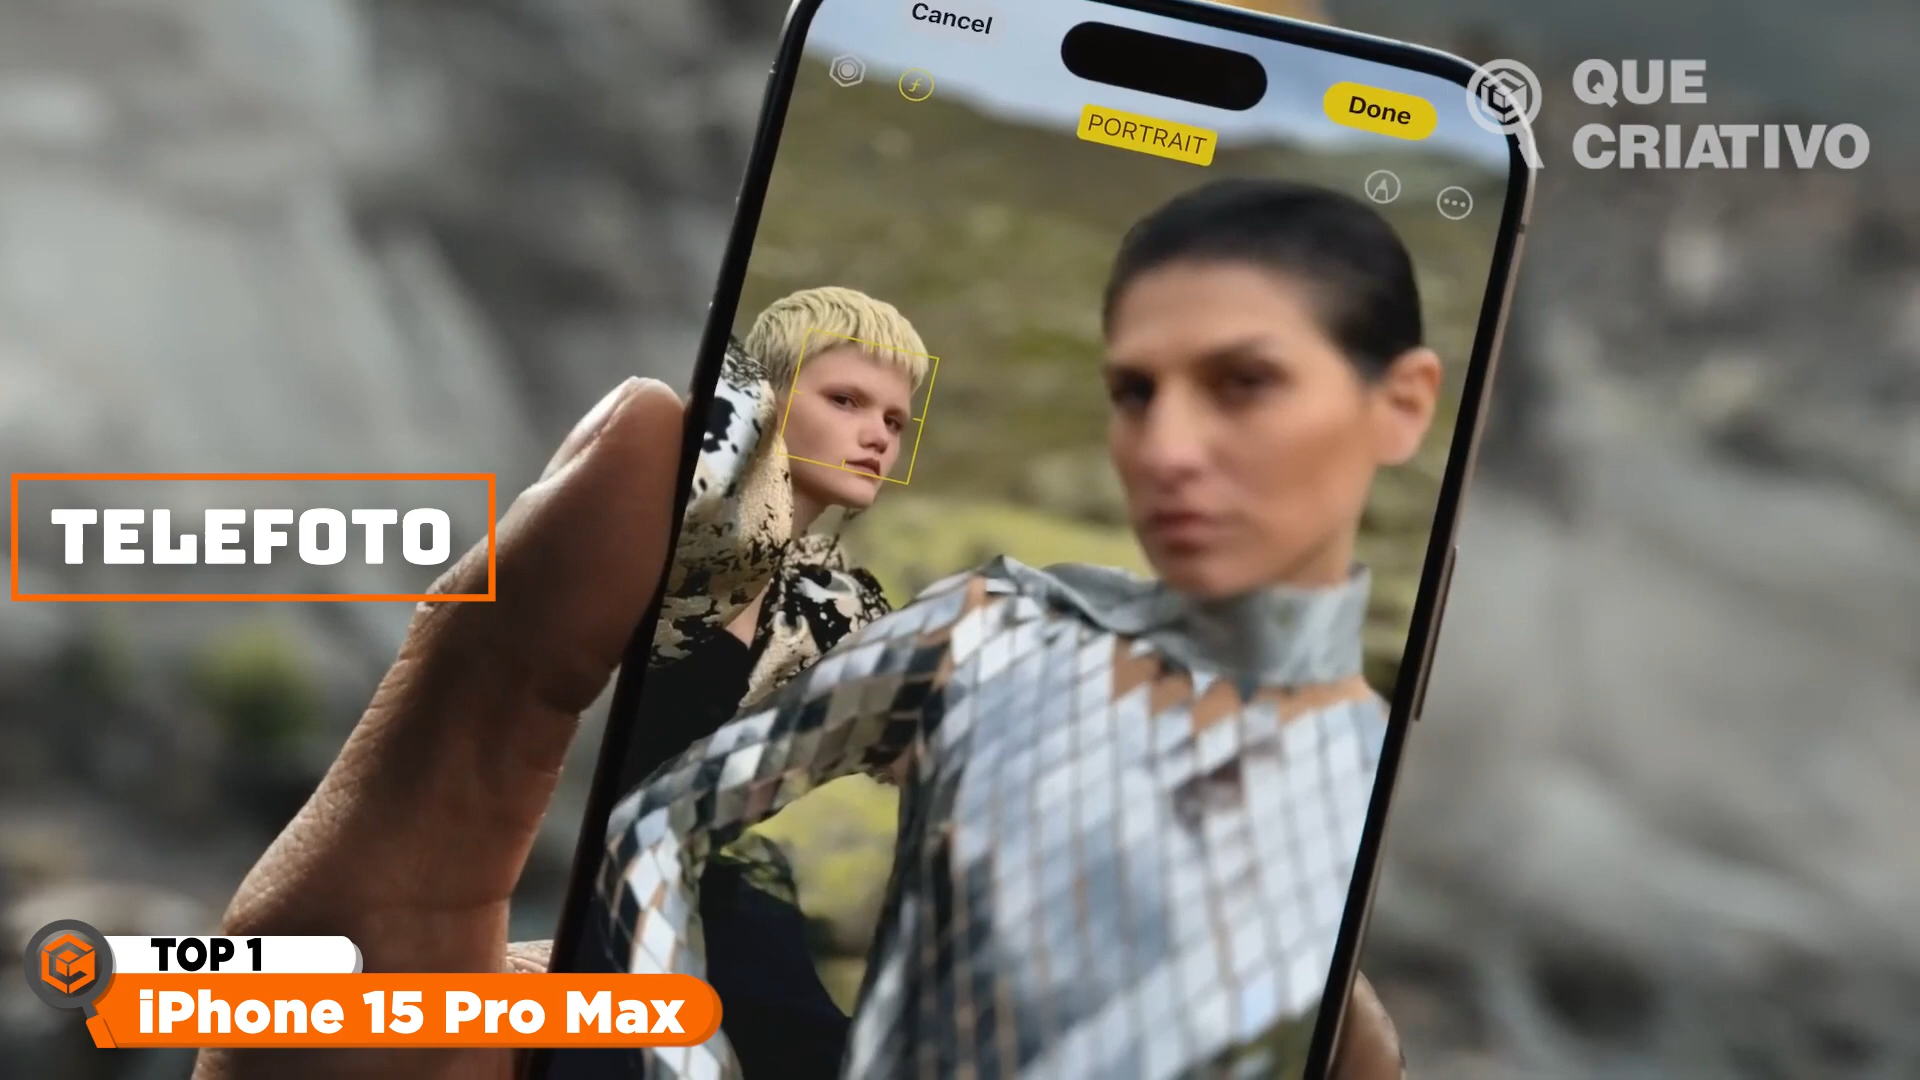 Cancel
Done
PORTRAIT
QUE
CRIATIVO
TELEFOTO
TOP 1
iPhone 15 Pro Max